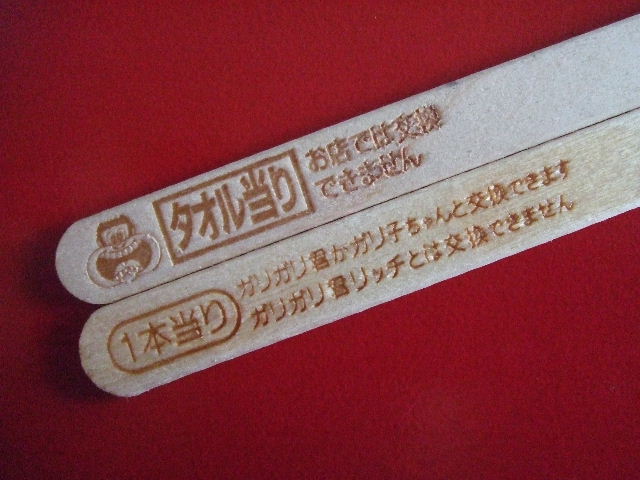 タオル当り
お店では交換
できません
1本当り
ガリガリ君かガリ子ちゃんと交換できます
ガリガリ君リッチとは交換できません